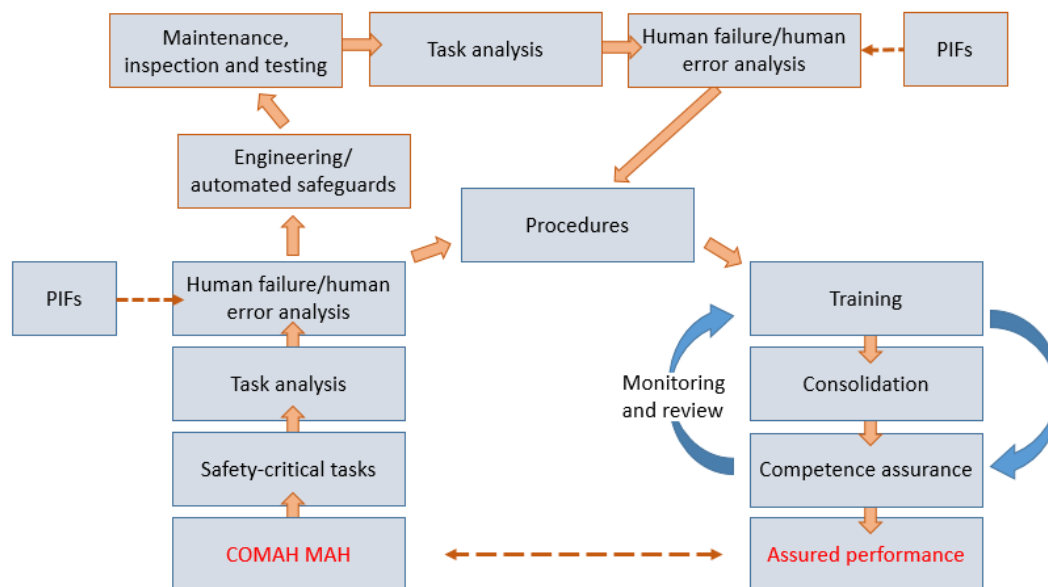 Maintenance,
inspection and testing
Task analysis
Human failure/human
error analysis
PIFs
Engineering/
automated safeguards
Procedures
PIFs
Human failure/human
error analysis
Training
Task analysis
Monitoring
and review
Consolidation
Safety-critical tasks
Competence assurance
COMAH MAH
Assured performance